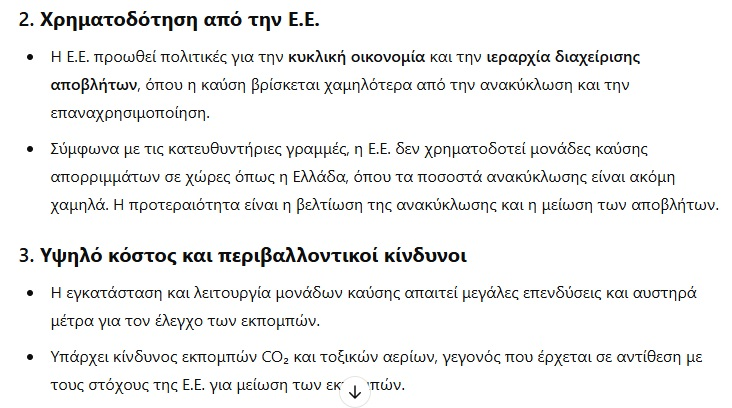 2. Χρηματοδότηση από την Ε.Ε.
• Η Ε.Ε. προωθεί πολιτικές για την κυκλική οικονομία και την ιεραρχία διαχείρισης
αποβλήτων, όπου η καύση βρίσκεται χαμηλότερα από την ανακύκλωση και την
επαναχρησιμοποίηση.
• Σύμφωνα με τις κατευθυντήριες γραμμές, η Ε.Ε. δεν χρηματοδοτεί μονάδες καύσης
απορριμμάτων σε χώρες όπως η Ελλάδα, όπου τα ποσοστά ανακύκλωσης είναι ακόμη
χαμηλά. Η προτεραιότητα είναι η βελτίωση της ανακύκλωσης και η μείωση των αποβλήτων.
3. Υψηλό κόστος και περιβαλλοντικοί κίνδυνοι
• Η εγκατάσταση και λειτουργία μονάδων καύσης απαιτεί μεγάλες επενδύσεις και αυστηρά
μέτρα για τον έλεγχο των εκπομπών.
• Υπάρχει κίνδυνος εκπομπών CO₂ και τοξικών αερίων, γεγονός που έρχεται σε αντίθεση με
τους στόχους της Ε.Ε. για μείωση των